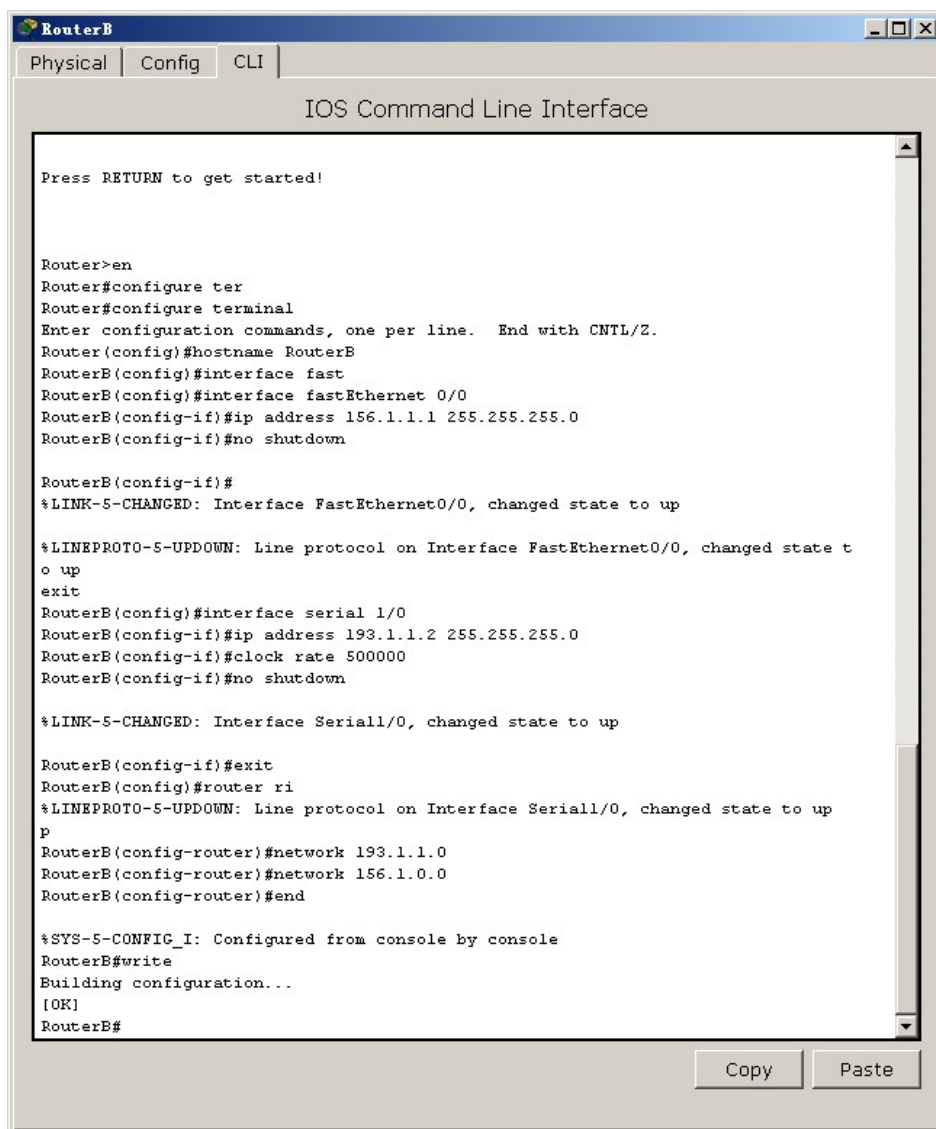 RouterB
Physical Config CLI
IOS Command Line Interface
Press RETURN to get started!
Router>en
Router#configure ter
Router#configure terminal
Enter configuration commands, one per line.  End with CNTL/Z.
Router(config)#hostname RouterB
RouterB(config)#interface fast
RouterB(config)#interface fastEthernet 0/0
RouterB(config-if)#ip address 156.1.1.1 255.255.255.0
RouterB(config-if)#no shutdown
RouterB(config-if)#
%LINK-5-CHANGED: Interface FastEthernet0/0, changed state to up
%LINEPROTO-5-UPDOWN: Line protocol on Interface FastEthernet0/0, changed state t
o up
exit
RouterB(config)#interface serial 1/0
RouterB(config-if)#ip address 193.1.1.2 255.255.255.0
RouterB(config-if)#clock rate 500000
RouterB(config-if)#no shutdown
%LINK-5-CHANGED: Interface Serial1/0, changed state to up
RouterB(config-if)#exit
RouterB(config)#router ri
%LINEPROTO-5-UPDOWN: Line protocol on Interface Serial1/0, changed state to up
p
RouterB(config-router)#network 193.1.1.0
RouterB(config-router)#network 156.1.0.0
RouterB(config-router)#end
%SYS-5-CONFIG_I: Configured from console by console
RouterB#write
Building configuration...
[OK]
RouterB#
Copy Paste